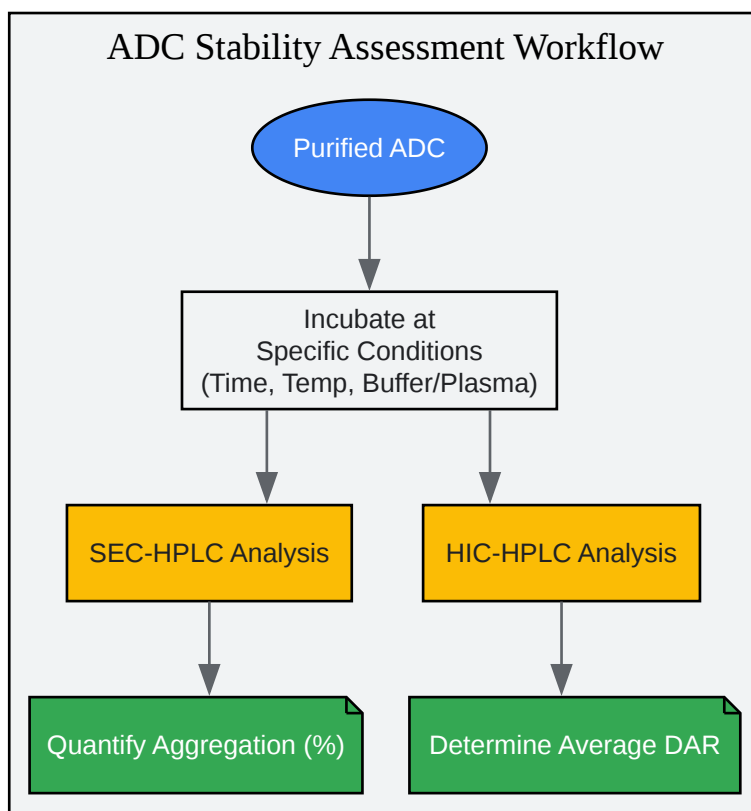 ADC Stability Assessment Workflow
Purified ADC
Incubate at
Specific Conditions
(Time, Temp, Buffer/Plasma)
SEC-HPLC Analysis
HIC-HPLC Analysis
Quantify Aggregation (%)
Determine Average DAR